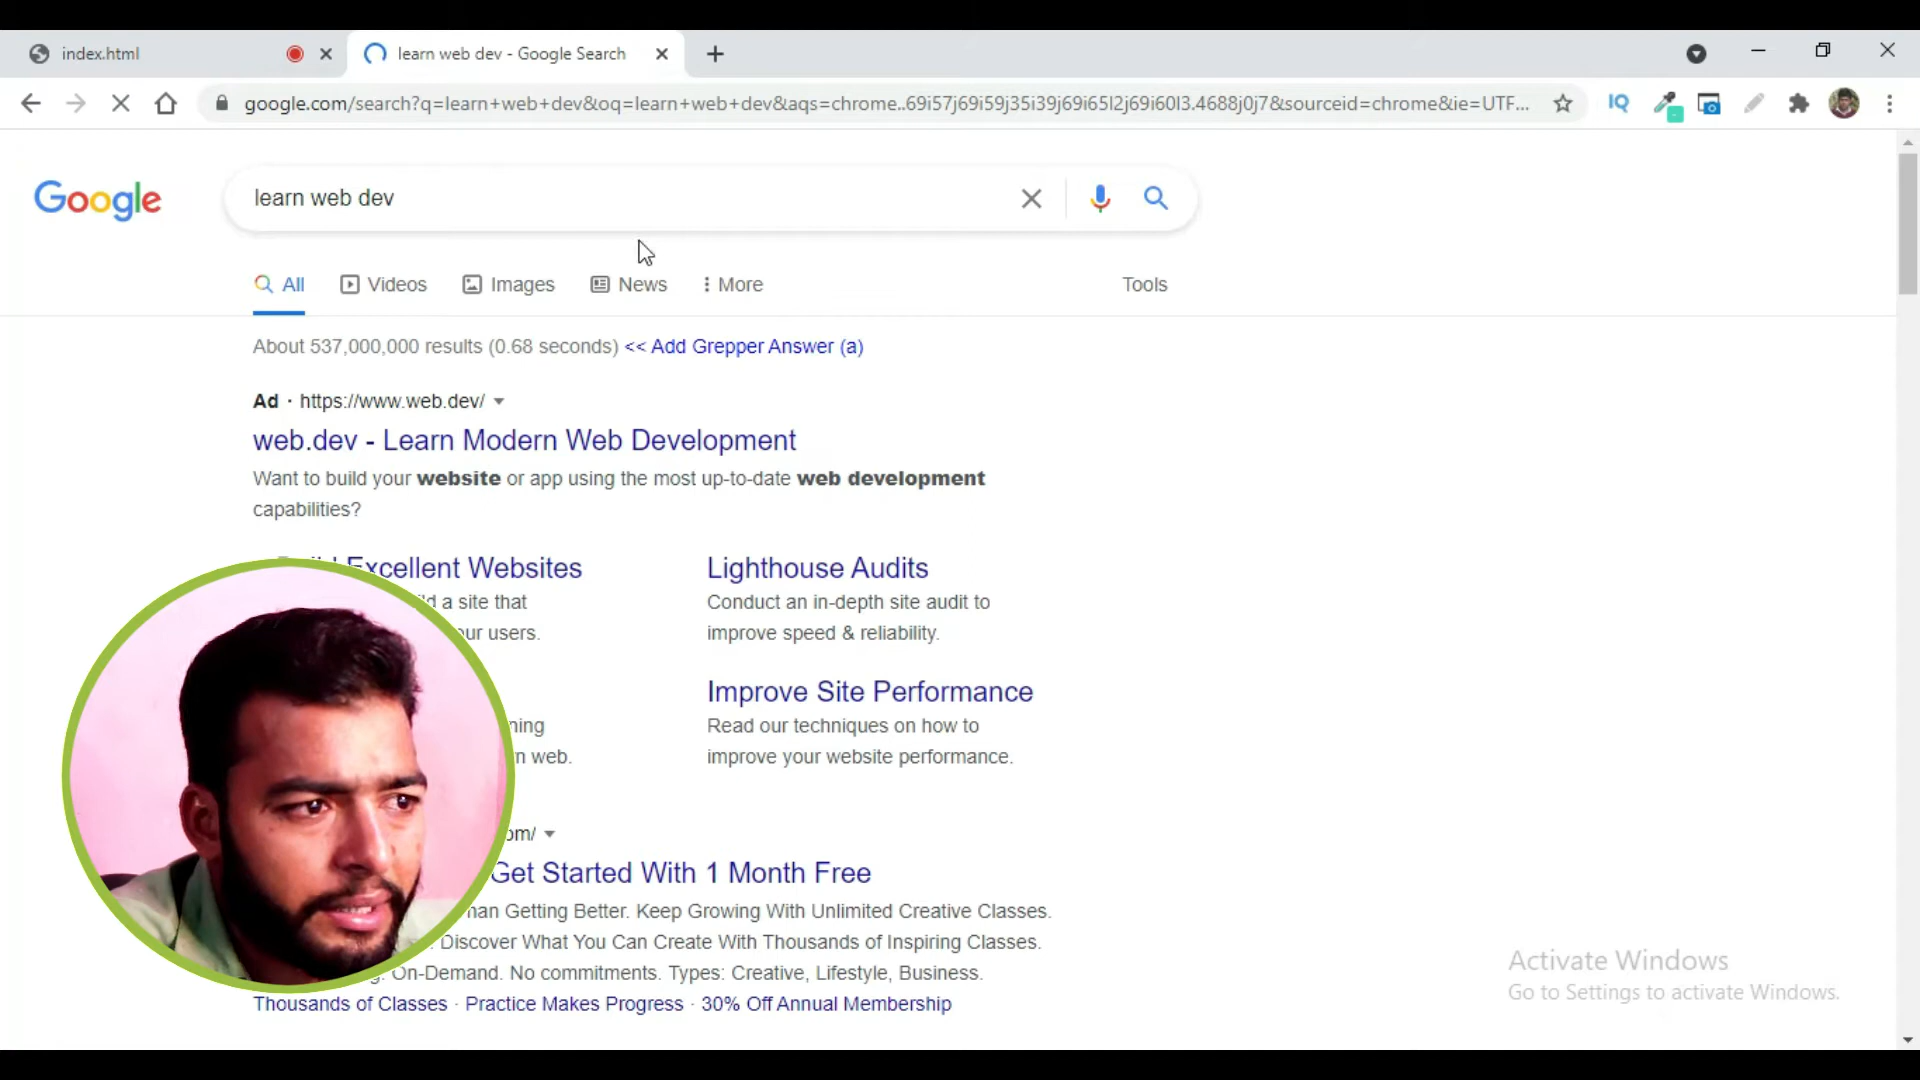 index.html
learn web dev - Google Search
google.com/search?q=learn+web+dev&oq=learn+web+dev&aqs=chrome..69i57j69i59j35i39j69i65l2j69i60l3.4688j0j7&sourceid=chrome&ie=UTF...
IQ
Google
learn web dev
All
Videos
Images
News
More
Tools
About 537,000,000 results (0.68 seconds) << Add Grepper Answer (a)
Ad · https://www.web.dev/
web.dev - Learn Modern Web Development
Want to build your website or app using the most up-to-date web development
capabilities?
Excellent Websites
a site that
users.
Lighthouse Audits
Conduct an in-depth site audit to
improve speed & reliability.
web.
Improve Site Performance
Read our techniques on how to
improve your website performance.
Get Started With 1 Month Free
Getting Better. Keep Growing With Unlimited Creative Classes.
Discover What You Can Create With Thousands of Inspiring Classes.
On-Demand. No commitments. Types: Creative, Lifestyle, Business.
Thousands of Classes · Practice Makes Progress · 30% Off Annual Membership
Activate Windows
Go to Settings to activate Windows.